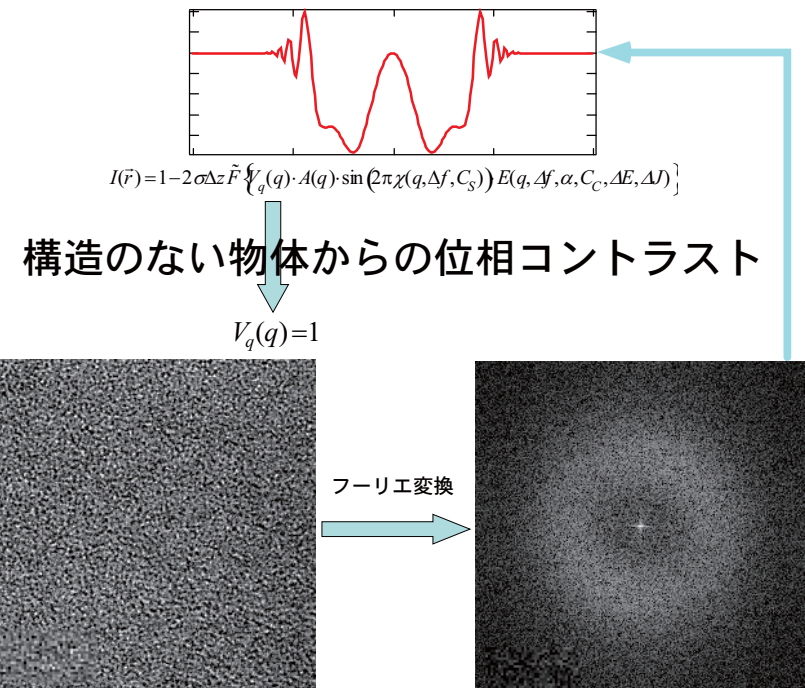 I(r⃗)=1−2σΔz F̃{V_q(q)·A(q)·sin(2πχ(q,Δf,C_S))·E(q,Δf,α,C_C,ΔE,ΔJ)}
構造のない物体からの位相コントラスト
V_q(q)=1
フーリエ変換